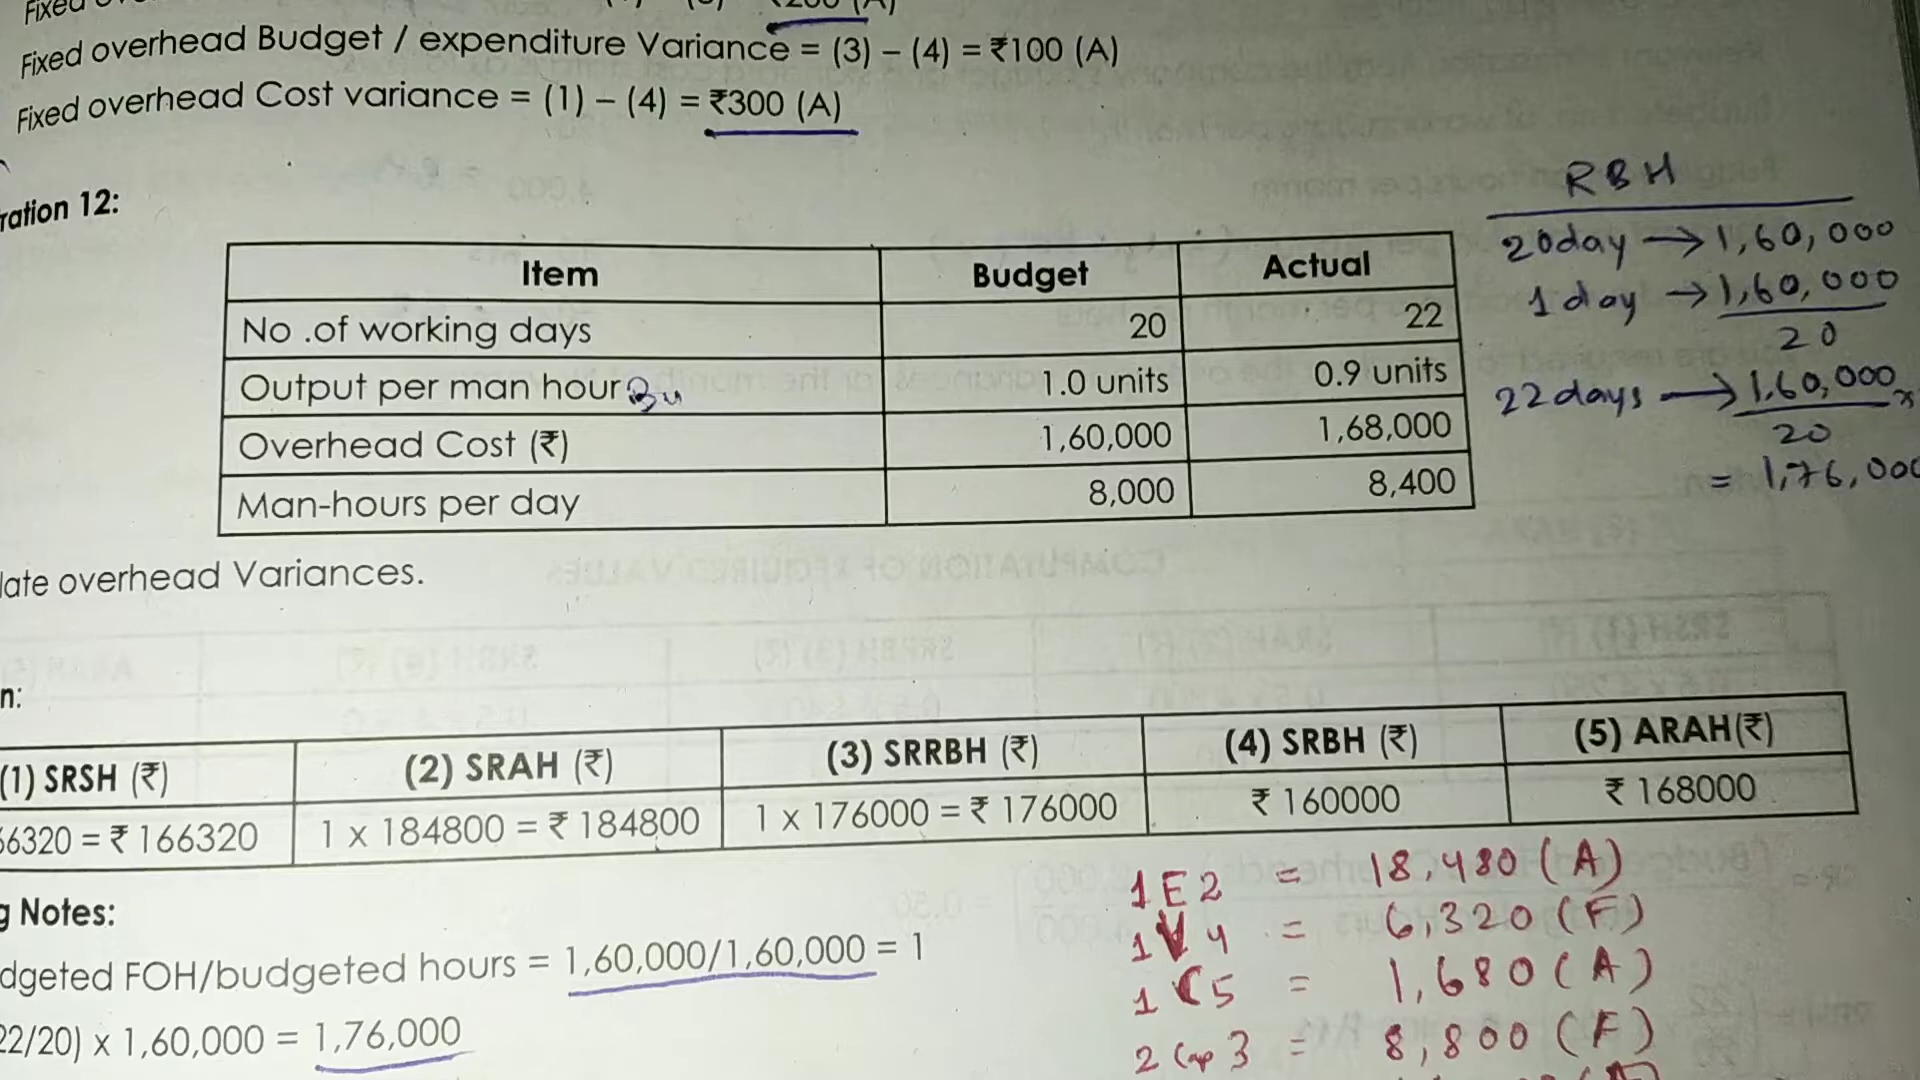 Fixed overhead Budget / expenditure Variance = (3) – (4) = ₹100 (A)
Fixed overhead Cost variance = (1) – (4) = ₹300 (A)
ration 12:
RBH
20day → 1,60,000
1 day → 1,60,000
20
22days → 1,60,000 x
20
= 1,76,000
Item Budget Actual
No .of working days 20 22
Output per man hour 1.0 units 0.9 units
Overhead Cost (₹) 1,60,000 1,68,000
Man-hours per day 8,000 8,400
late overhead Variances.
n:
(1) SRSH (₹) (2) SRAH (₹) (3) SRRBH (₹) (4) SRBH (₹) (5) ARAH(₹)
66320 = ₹ 166320 1 x 184800 = ₹ 184800 1 x 176000 = ₹ 176000 ₹ 160000 ₹ 168000
1E2 = 18,480 (A)
1V4 = 6,320 (F)
1C5 = 1,680 (A)
2 Cap 3 = 8,800 (F)
g Notes:
dgeted FOH/budgeted hours = 1,60,000/1,60,000 = 1
22/20) x 1,60,000 = 1,76,000